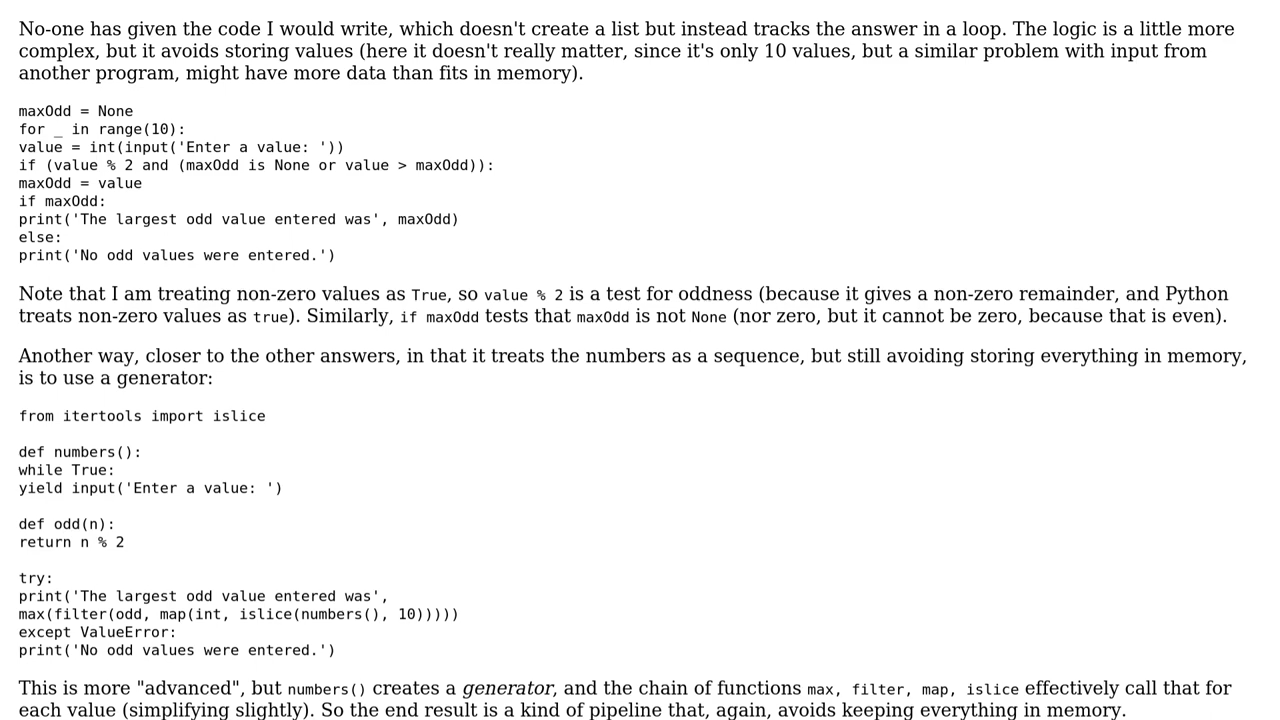 No-one has given the code I would write, which doesn't create a list but instead tracks the answer in a loop. The logic is a little more
complex, but it avoids storing values (here it doesn't really matter, since it's only 10 values, but a similar problem with input from
another program, might have more data than fits in memory).
maxOdd = None
for _ in range(10):
value = int(input('Enter a value: '))
if (value % 2 and (maxOdd is None or value > maxOdd)):
maxOdd = value
if maxOdd:
print('The largest odd value entered was', maxOdd)
else:
print('No odd values were entered.')
Note that I am treating non-zero values as True, so value % 2 is a test for oddness (because it gives a non-zero remainder, and Python
treats non-zero values as true). Similarly, if maxOdd tests that maxOdd is not None (nor zero, but it cannot be zero, because that is even).
Another way, closer to the other answers, in that it treats the numbers as a sequence, but still avoiding storing everything in memory,
is to use a generator:
from itertools import islice
def numbers():
while True:
yield input('Enter a value: ')
def odd(n):
return n % 2
try:
print('The largest odd value entered was',
max(filter(odd, map(int, islice(numbers(), 10)))))
except ValueError:
print('No odd values were entered.')
This is more "advanced", but numbers() creates a generator, and the chain of functions max, filter, map, islice effectively call that for
each value (simplifying slightly). So the end result is a kind of pipeline that, again, avoids keeping everything in memory.